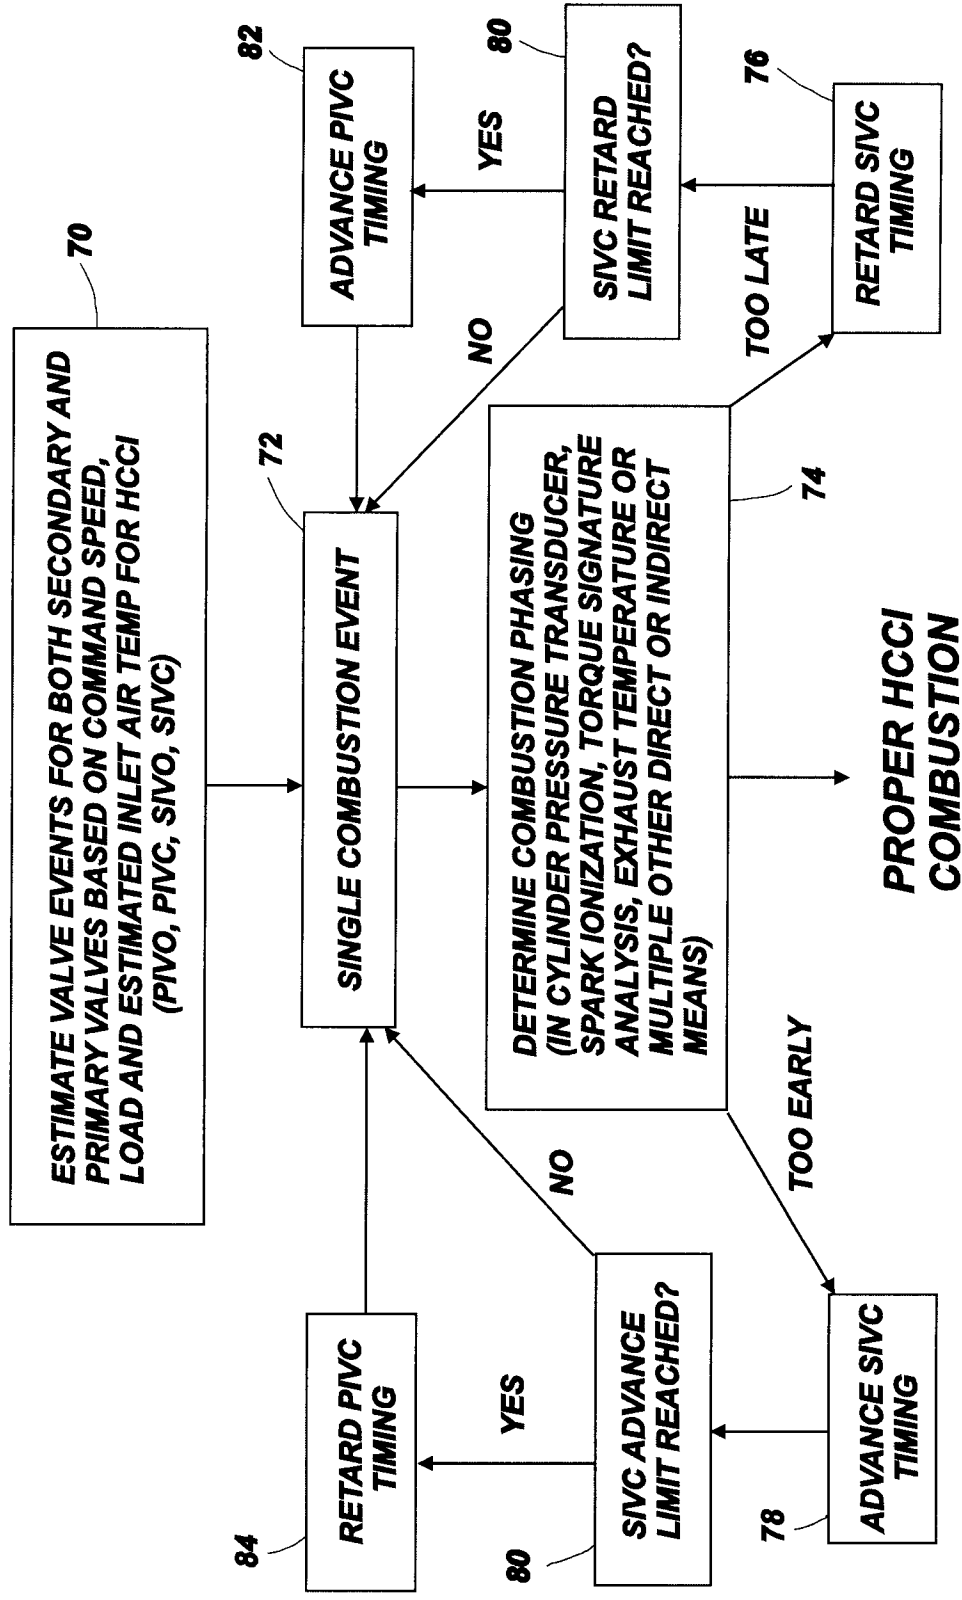 70
ESTIMATE VALVE EVENTS FOR BOTH SECONDARY AND
PRIMARY VALVES BASED ON COMMAND SPEED,
LOAD AND ESTIMATED INLET AIR TEMP FOR HCCI
(PIVO, PIVC, SIVO, SIVC)
84
RETARD PIVC
TIMING
72
SINGLE COMBUSTION EVENT
82
ADVANCE PIVC
TIMING
YES
NO
NO
YES
80
SIVC ADVANCE
LIMIT REACHED?
DETERMINE COMBUSTION PHASING
(IN CYLINDER PRESSURE TRANSDUCER,
SPARK IONIZATION, TORQUE SIGNATURE
ANALYSIS, EXHAUST TEMPERATURE OR
MULTIPLE OTHER DIRECT OR INDIRECT
MEANS)
74
80
SIVC RETARD
LIMIT REACHED?
TOO EARLY
TOO LATE
78
ADVANCE SIVC
TIMING
76
RETARD SIVC
TIMING
PROPER HCCI
COMBUSTION